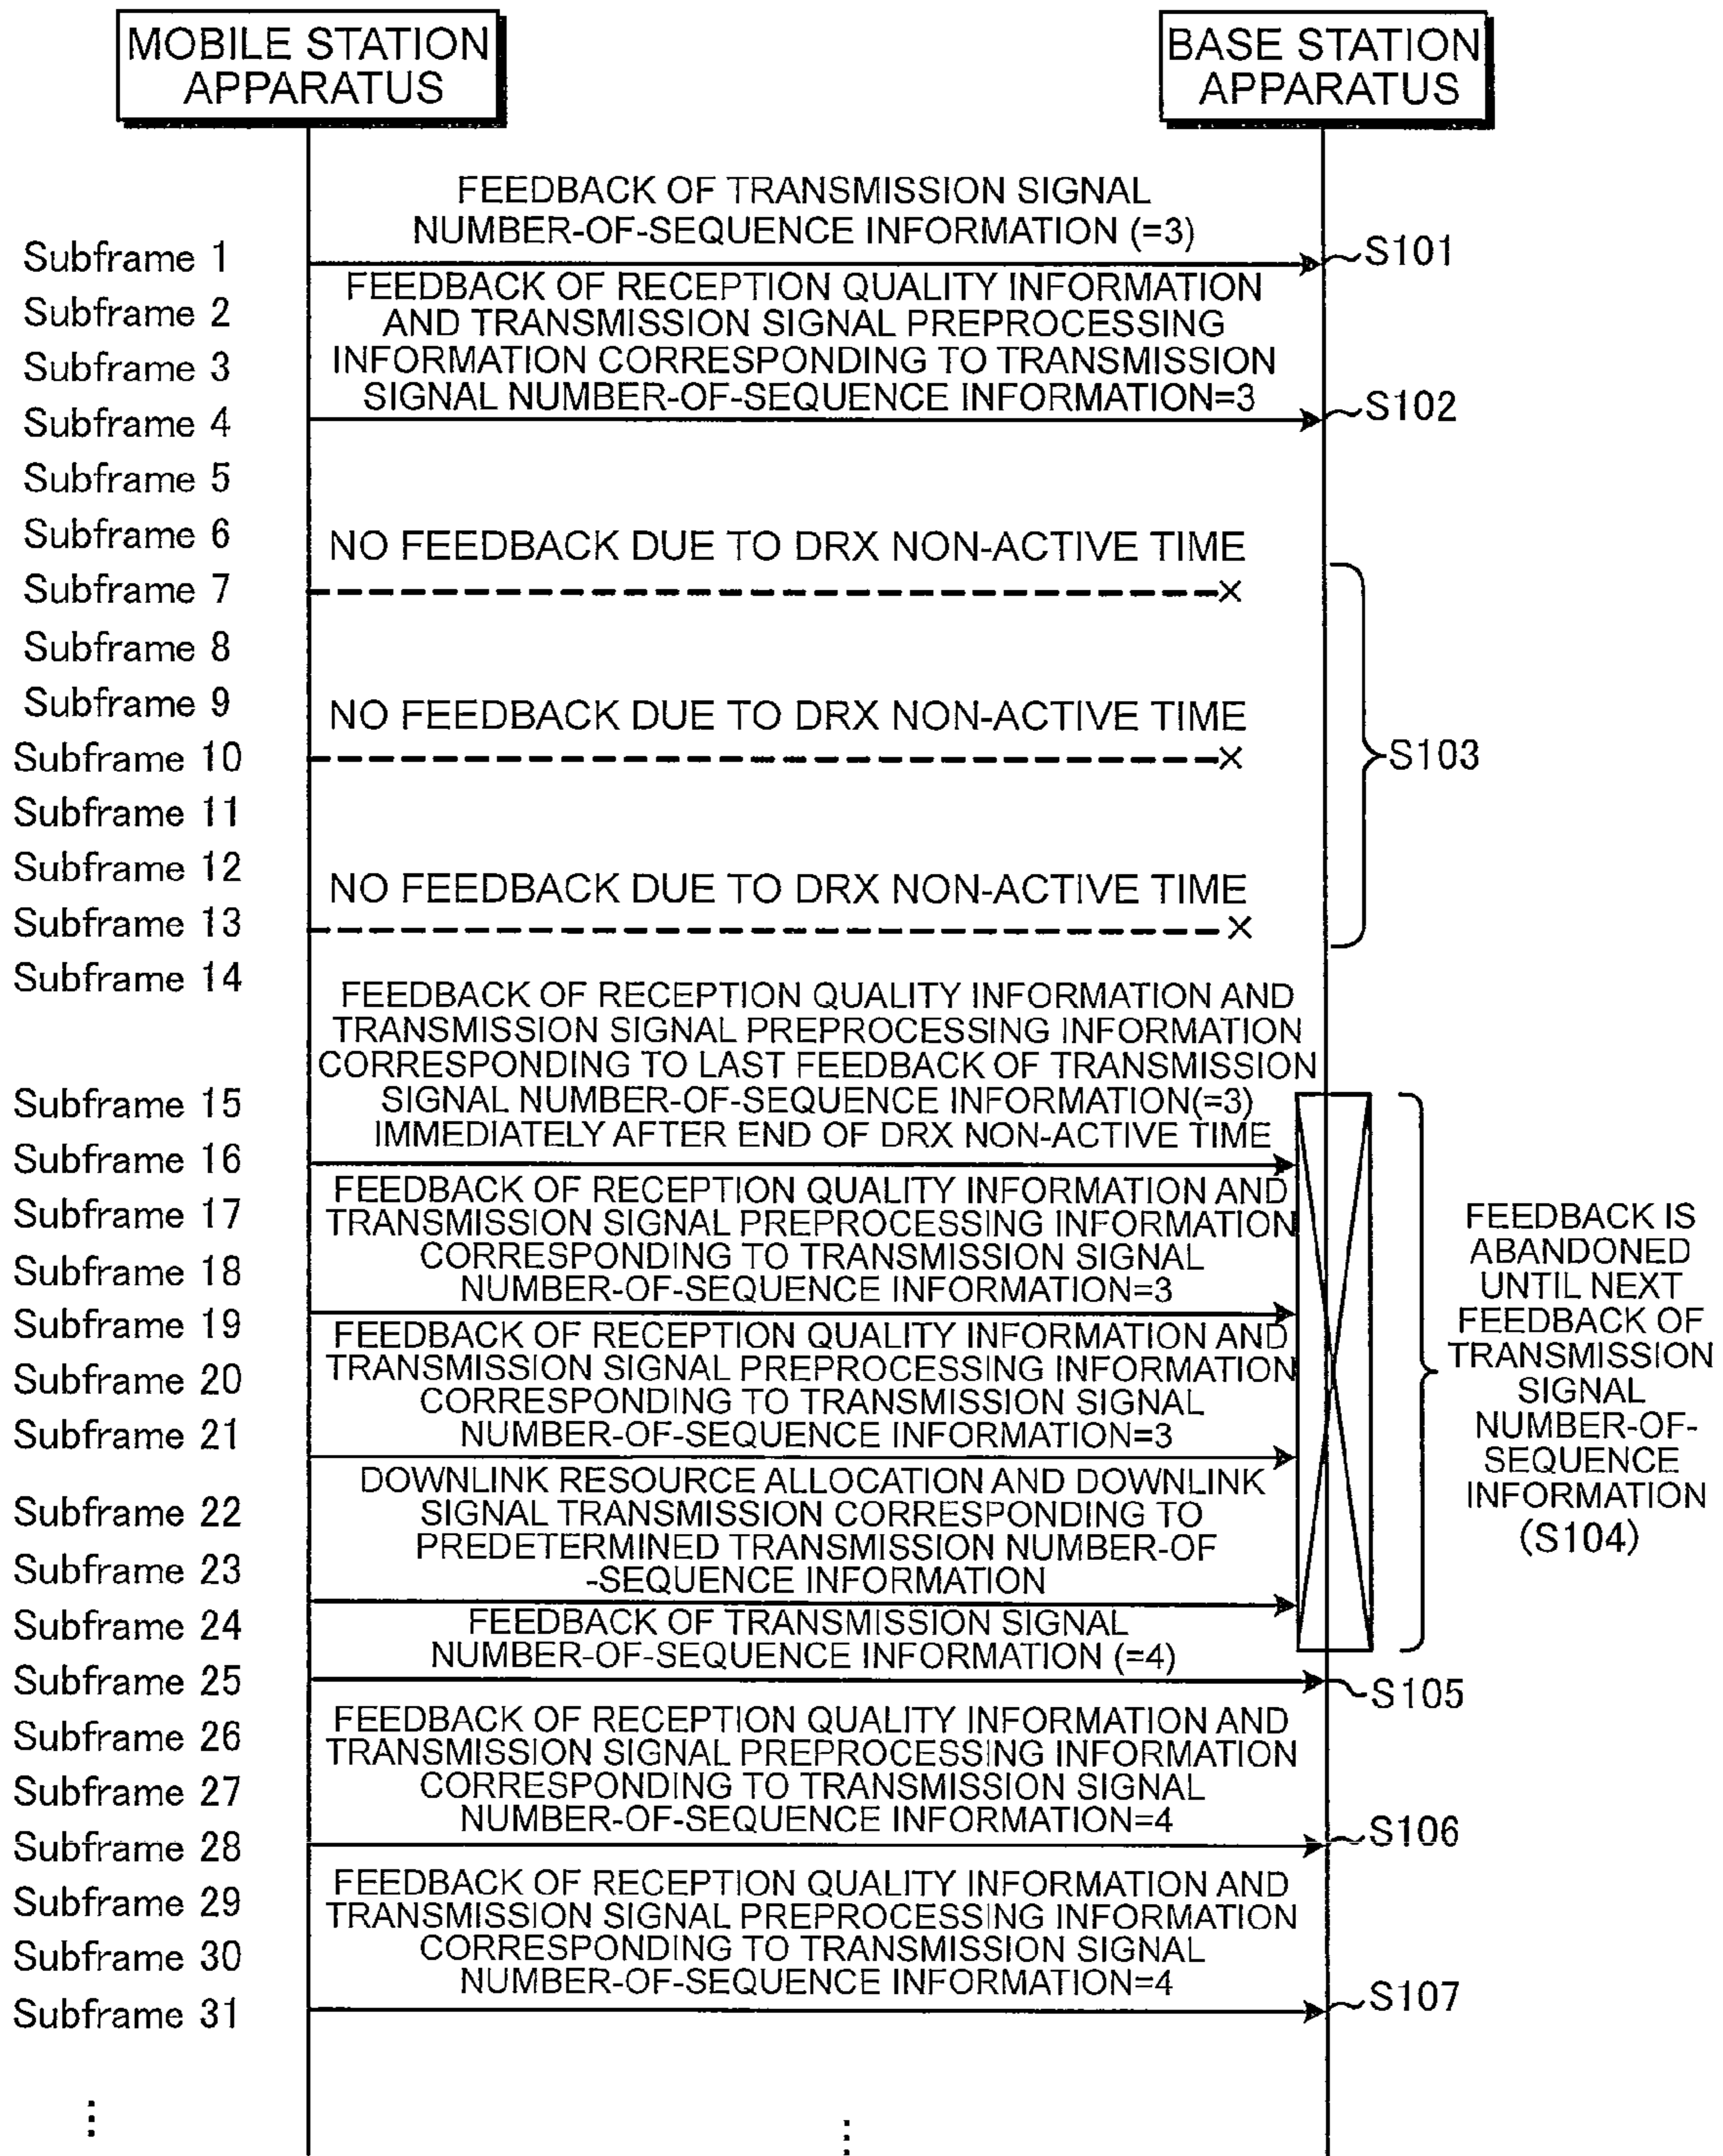 MOBILE STATION
APPARATUS
BASE STATION
APPARATUS
FEEDBACK OF TRANSMISSION SIGNAL
NUMBER-OF-SEQUENCE INFORMATION (=3)
Subframe 1
S101
FEEDBACK OF RECEPTION QUALITY INFORMATION
Subframe 2
AND TRANSMISSION SIGNAL PREPROCESSING
INFORMATION CORRESPONDING TO TRANSMISSION
Subframe 3
SIGNAL NUMBER-OF-SEQUENCE INFORMATION=3
S102
Subframe 4
Subframe 5
Subframe 6
NO FEEDBACK DUE TO DRX NON-ACTIVE TIME
Subframe 7
Subframe 8
Subframe 9
NO FEEDBACK DUE TO DRX NON-ACTIVE TIME
Subframe 10
S103
Subframe 11
Subframe 12
NO FEEDBACK DUE TO DRX NON-ACTIVE TIME
Subframe 13
Subframe 14
FEEDBACK OF RECEPTION QUALITY INFORMATION AND
TRANSMISSION SIGNAL PREPROCESSING INFORMATION
CORRESPONDING TO LAST FEEDBACK OF TRANSMISSION
SIGNAL NUMBER-OF-SEQUENCE INFORMATION(=3)
Subframe 15
IMMEDIATELY AFTER END OF DRX NON-ACTIVE TIME
Subframe 16
FEEDBACK OF RECEPTION QUALITY INFORMATION AND
Subframe 17
TRANSMISSION SIGNAL PREPROCESSING INFORMATION
CORRESPONDING TO TRANSMISSION SIGNAL
Subframe 18
NUMBER-OF-SEQUENCE INFORMATION=3
Subframe 19
FEEDBACK OF RECEPTION QUALITY INFORMATION AND
TRANSMISSION SIGNAL PREPROCESSING INFORMATION
Subframe 20
CORRESPONDING TO TRANSMISSION SIGNAL
NUMBER-OF-SEQUENCE INFORMATION=3
Subframe 21
DOWNLINK RESOURCE ALLOCATION AND DOWNLINK
SIGNAL TRANSMISSION CORRESPONDING TO
Subframe 22
PREDETERMINED TRANSMISSION NUMBER-OF
-SEQUENCE INFORMATION
Subframe 23
FEEDBACK IS
ABANDONED
UNTIL NEXT
FEEDBACK OF
TRANSMISSION
SIGNAL
NUMBER-OF-
SEQUENCE
INFORMATION
(S104)
FEEDBACK OF TRANSMISSION SIGNAL
Subframe 24
NUMBER-OF-SEQUENCE INFORMATION (=4)
Subframe 25
S105
FEEDBACK OF RECEPTION QUALITY INFORMATION AND
Subframe 26
TRANSMISSION SIGNAL PREPROCESSING INFORMATION
CORRESPONDING TO TRANSMISSION SIGNAL
Subframe 27
NUMBER-OF-SEQUENCE INFORMATION=4
S106
Subframe 28
FEEDBACK OF RECEPTION QUALITY INFORMATION AND
Subframe 29
TRANSMISSION SIGNAL PREPROCESSING INFORMATION
CORRESPONDING TO TRANSMISSION SIGNAL
Subframe 30
NUMBER-OF-SEQUENCE INFORMATION=4
S107
Subframe 31